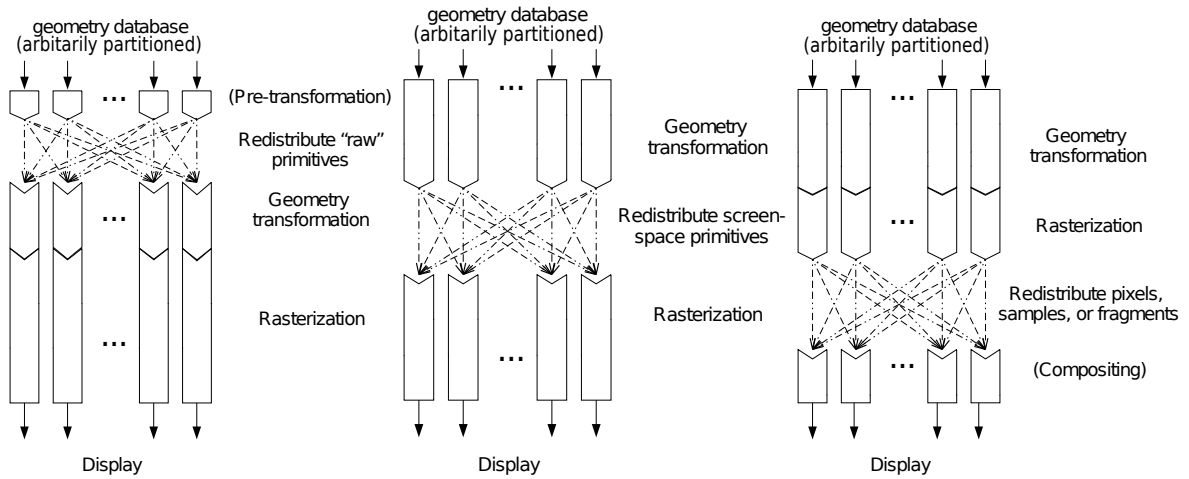 geometry database
(arbitarily partitioned)
...
(Pre-transformation)
Redistribute “raw”
primitives
...
Geometry
transformation
Rasterization
...
Display
geometry database
(arbitarily partitioned)
...
Geometry
transformation
Redistribute screen-
space primitives
Rasterization
...
Display
geometry database
(arbitarily partitioned)
...
Geometry
transformation
...
Rasterization
Redistribute pixels,
samples, or fragments
...
(Compositing)
Display